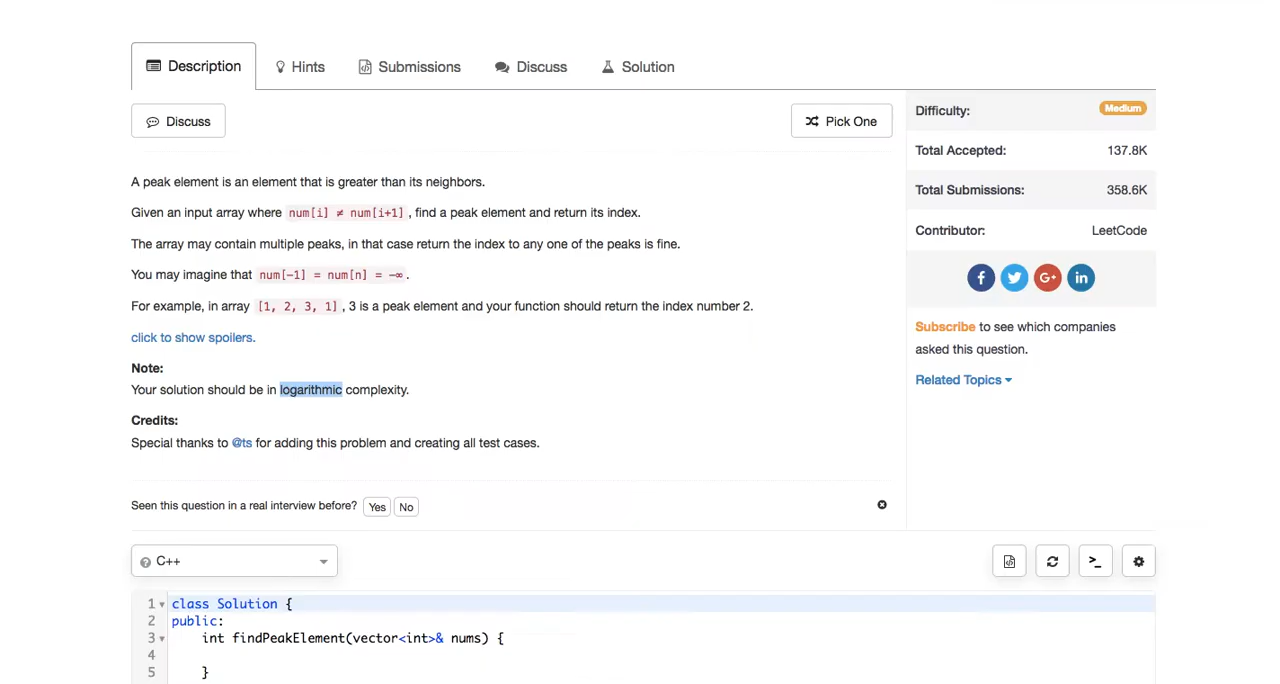 Description Hints Submissions Discuss Solution
Discuss Pick One
A peak element is an element that is greater than its neighbors.
Given an input array where num[i] ≠ num[i+1], find a peak element and return its index.
The array may contain multiple peaks, in that case return the index to any one of the peaks is fine.
You may imagine that num[-1] = num[n] = -∞.
For example, in array [1, 2, 3, 1], 3 is a peak element and your function should return the index number 2.
click to show spoilers.
Note:
Your solution should be in logarithmic complexity.
Credits:
Special thanks to @ts for adding this problem and creating all test cases.
Seen this question in a real interview before? Yes No
Difficulty: Medium
Total Accepted: 137.8K
Total Submissions: 358.6K
Contributor: LeetCode
f G+ in
Subscribe to see which companies
asked this question.
Related Topics
C++ >_
1 class Solution {
2 public:
3 int findPeakElement(vector<int>& nums) {
4
5 }